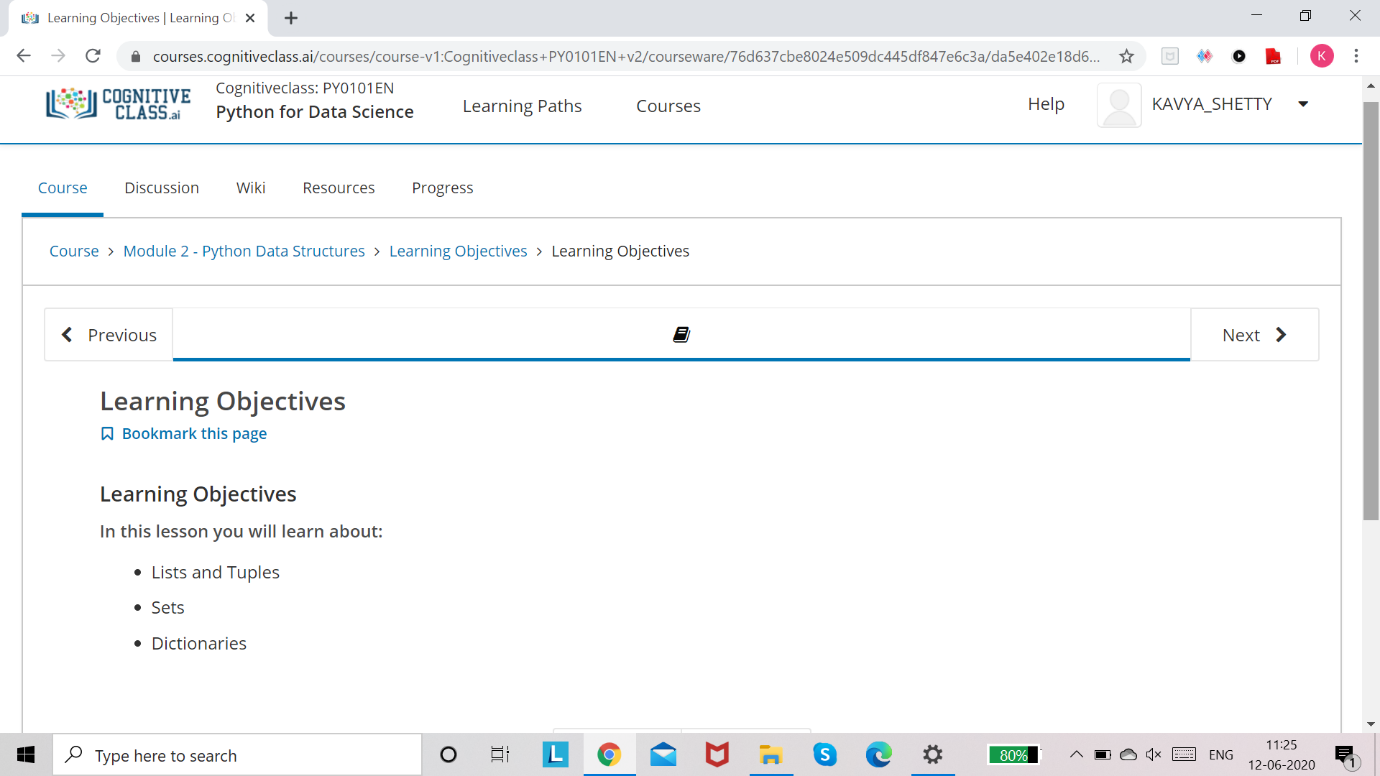 Learning Objectives | Learning O
courses.cognitiveclass.ai/courses/course-v1:Cognitiveclass+PY0101EN+v2/courseware/76d637cbe8024e509dc445df847e6c3a/da5e402e18d6...
K
COGNITIVE
CLASS.ai
Cognitiveclass: PY0101EN
Python for Data Science
Learning Paths
Courses
Help
KAVYA_SHETTY
Course
Discussion
Wiki
Resources
Progress
Course > Module 2 - Python Data Structures > Learning Objectives > Learning Objectives
Previous
Next
Learning Objectives
Bookmark this page
Learning Objectives
In this lesson you will learn about:
• Lists and Tuples
• Sets
• Dictionaries
Type here to search
L
S
80%
ENG
11:25
12-06-2020
1